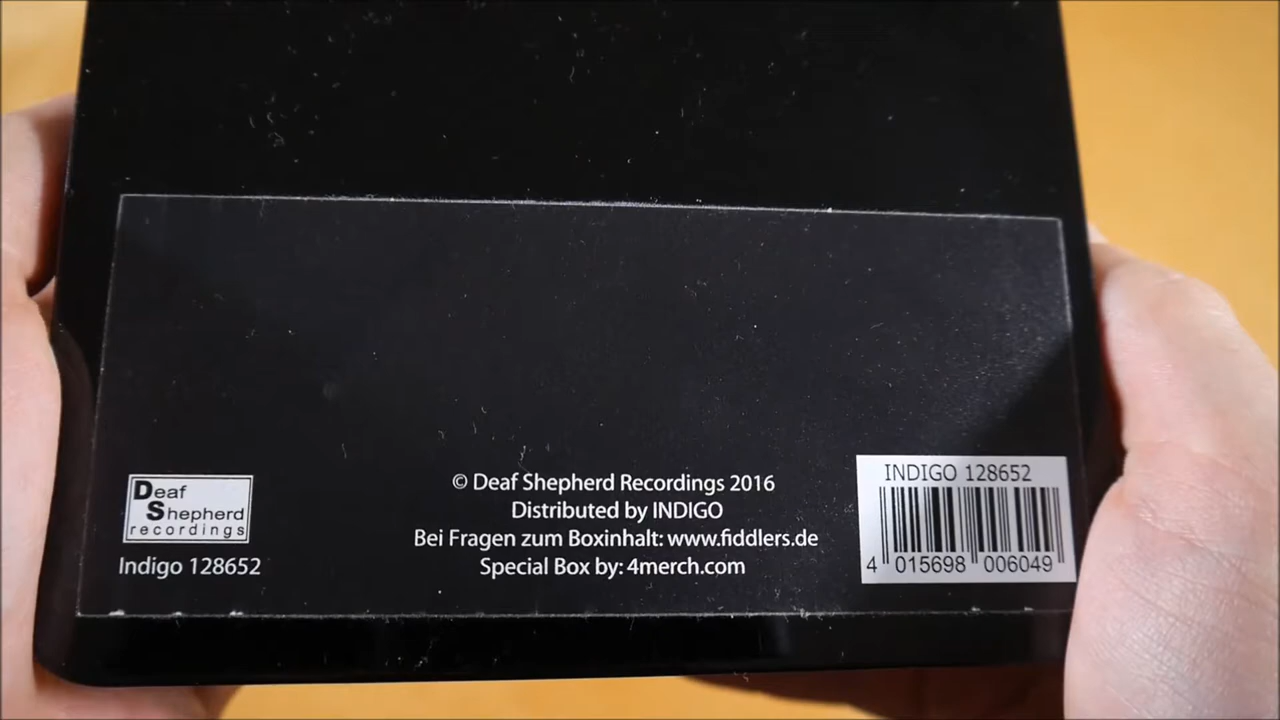 Deaf
Shepherd
recordings
Indigo 128652
© Deaf Shepherd Recordings 2016
Distributed by INDIGO
Bei Fragen zum Boxinhalt: www.fiddlers.de
Special Box by: 4merch.com
INDIGO 128652
4 015698 006049